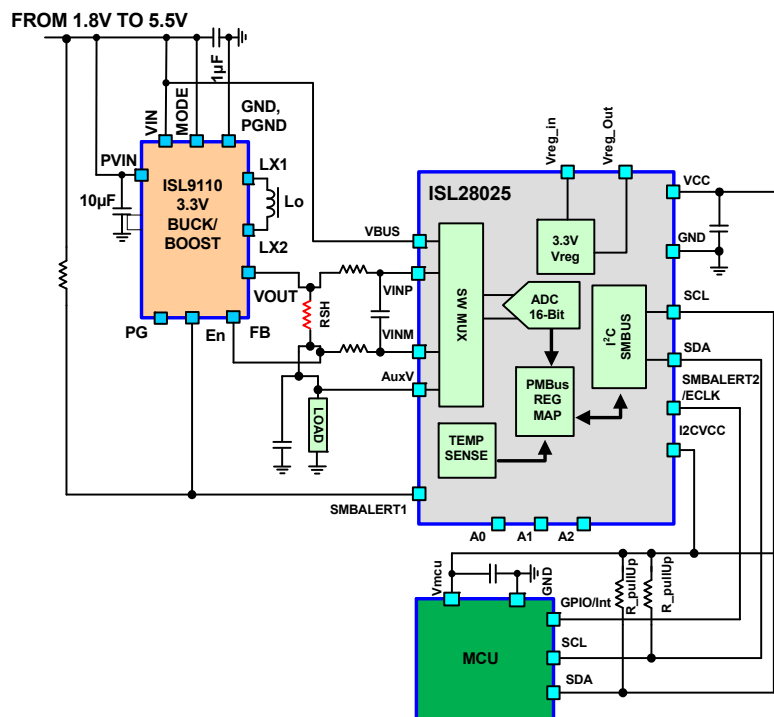 FROM 1.8V TO 5.5V
1µF
VIN
MODE
GND,
PGND
PVIN
10µF
ISL9110
3.3V
BUCK/
BOOST
LX1
Lo
LX2
VOUT
PG
En
FB
RSH
LOAD
Vreg_in
Vreg_Out
ISL28025
VCC
GND
SCL
SDA
SMBALERT2
/ECLK
I2CVCC
VBUS
VINP
VINM
AuxV
SMBALERT1
SW MUX
3.3V
Vreg
ADC
16-Bit
I²C
SMBUS
PMBus
REG
MAP
TEMP
SENSE
A0
A1
A2
Vmcu
GND
R_pullUp
R_pullUp
GPIO/Int
SCL
SDA
MCU